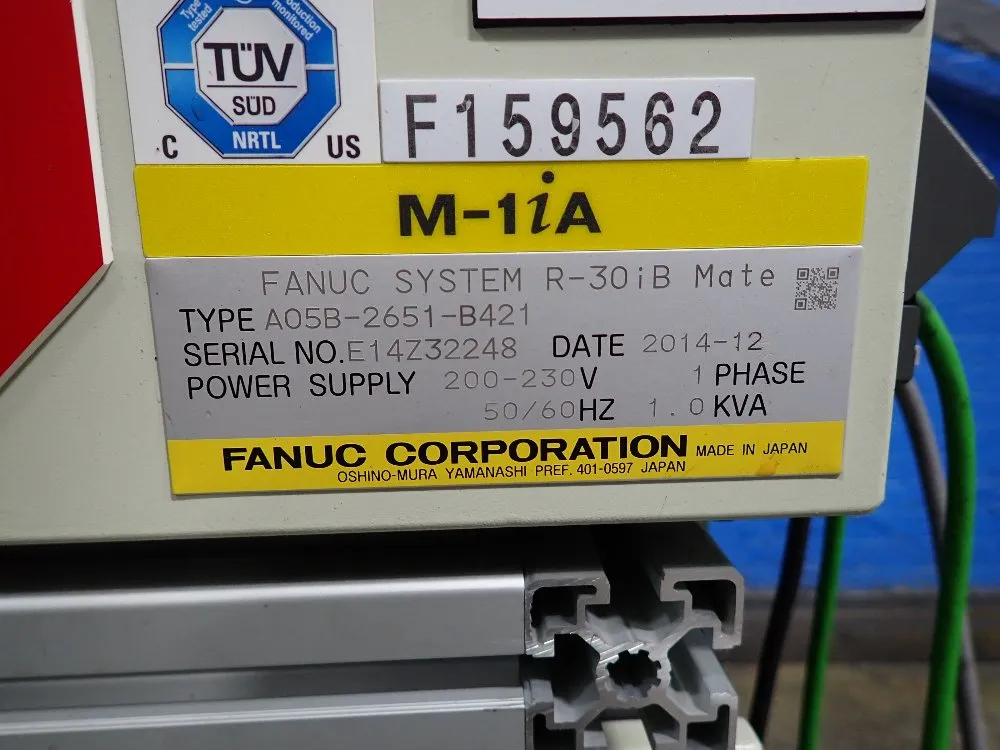 Type tested
production monitored
TÜV
SÜD
NRTL
C US
F159562
M-1iA
FANUC SYSTEM R-30iB Mate
TYPE A05B-2651-B421
SERIAL NO. E14Z32248 DATE 2014-12
POWER SUPPLY 200-230V 1 PHASE
50/60HZ 1.0KVA
FANUC CORPORATION MADE IN JAPAN
OSHINO-MURA YAMANASHI PREF. 401-0597 JAPAN